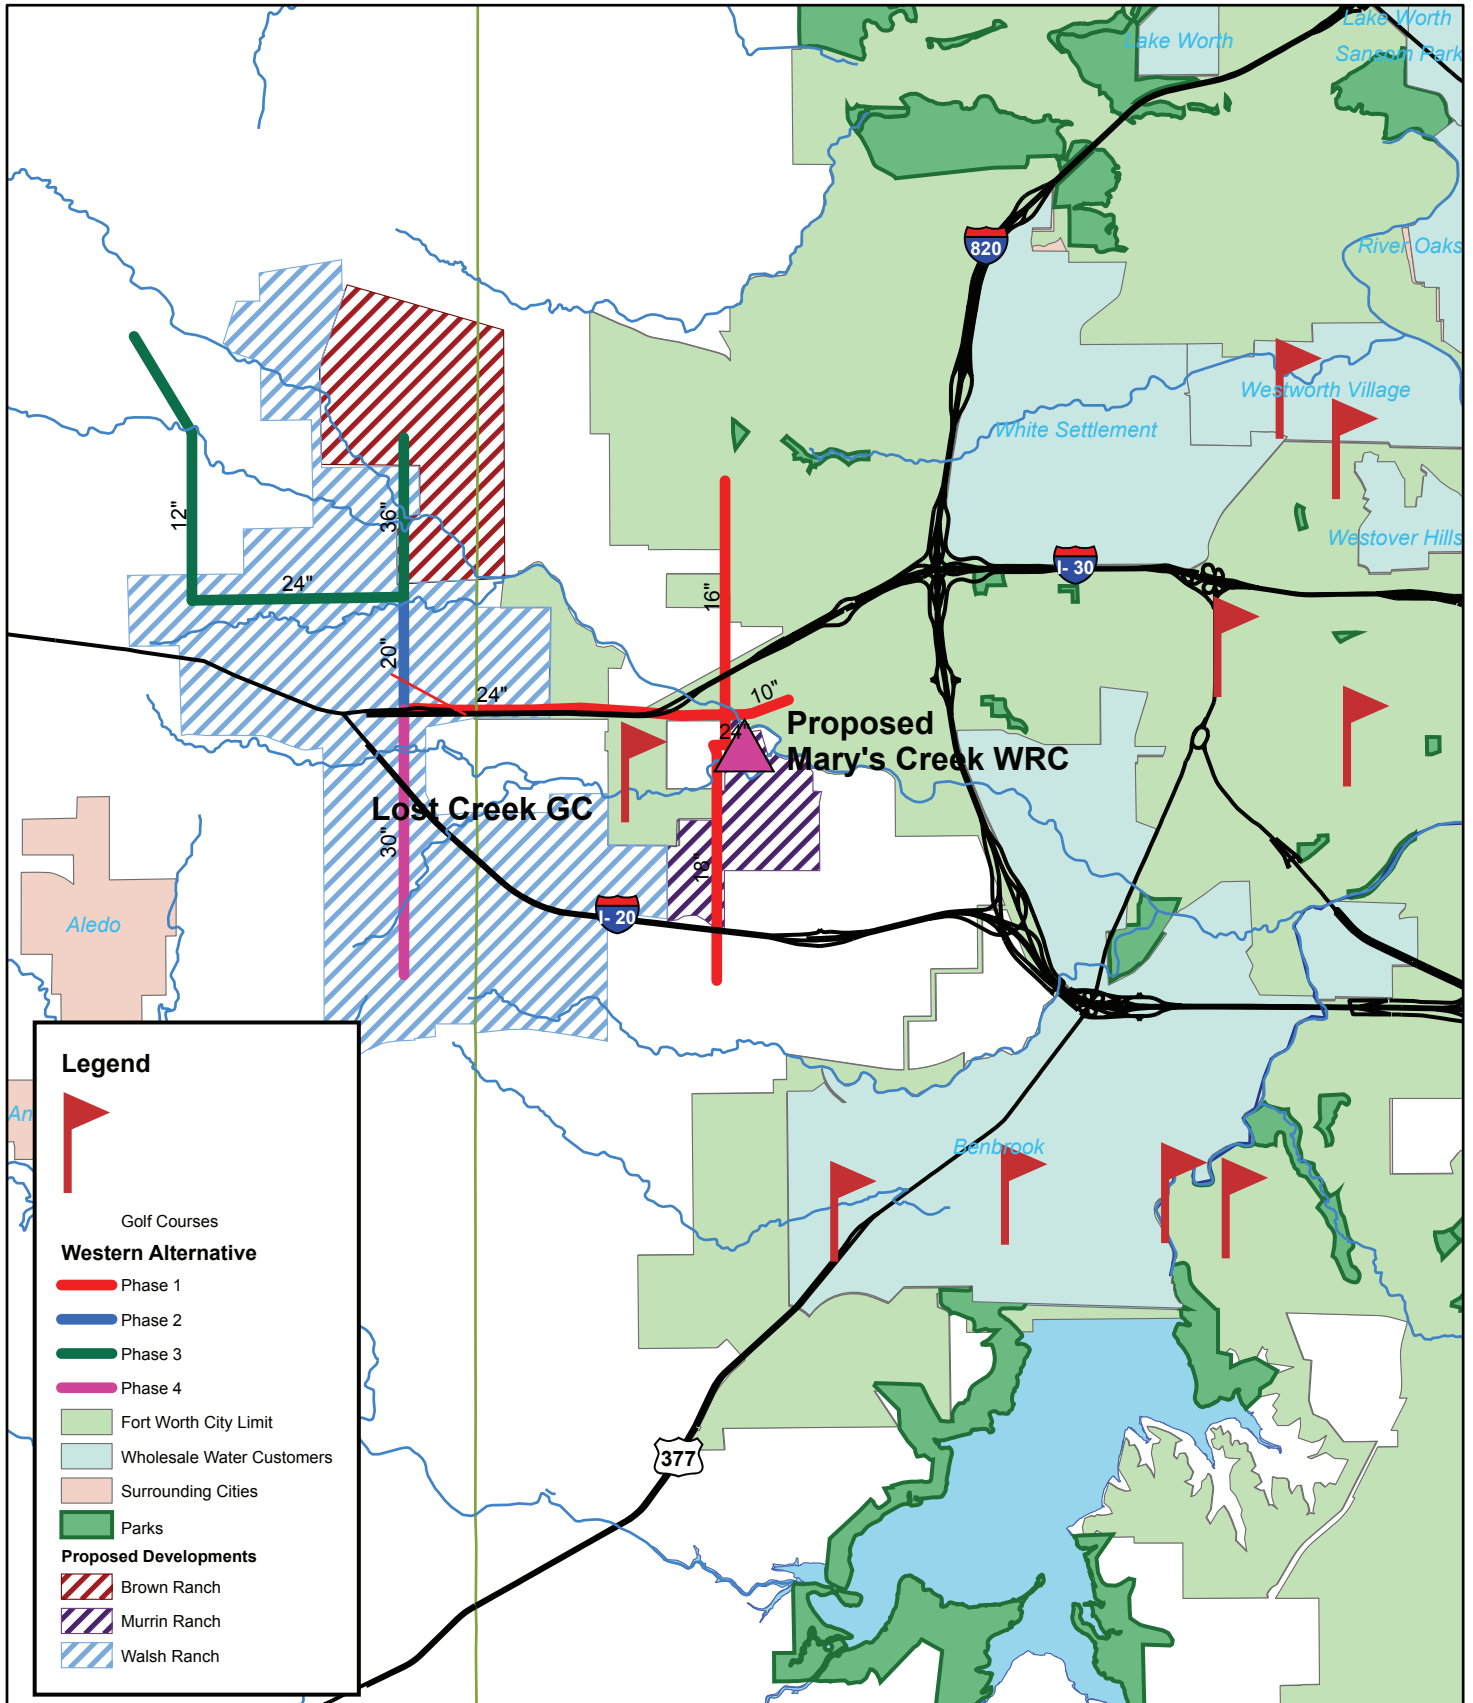 Lake Worth
Lake Worth
Sansom Park
820
River Oaks
Westworth Village
White Settlement
12"
36"
Westover Hills
I- 30
24"
16"
20"
24"
10"
24"
Proposed
Mary's Creek WRC
Lost Creek GC
30"
18"
I- 20
Aledo
An
Benbrook
377
Legend
Golf Courses
Western Alternative
Phase 1
Phase 2
Phase 3
Phase 4
Fort Worth City Limit
Wholesale Water Customers
Surrounding Cities
Parks
Proposed Developments
Brown Ranch
Murrin Ranch
Walsh Ranch